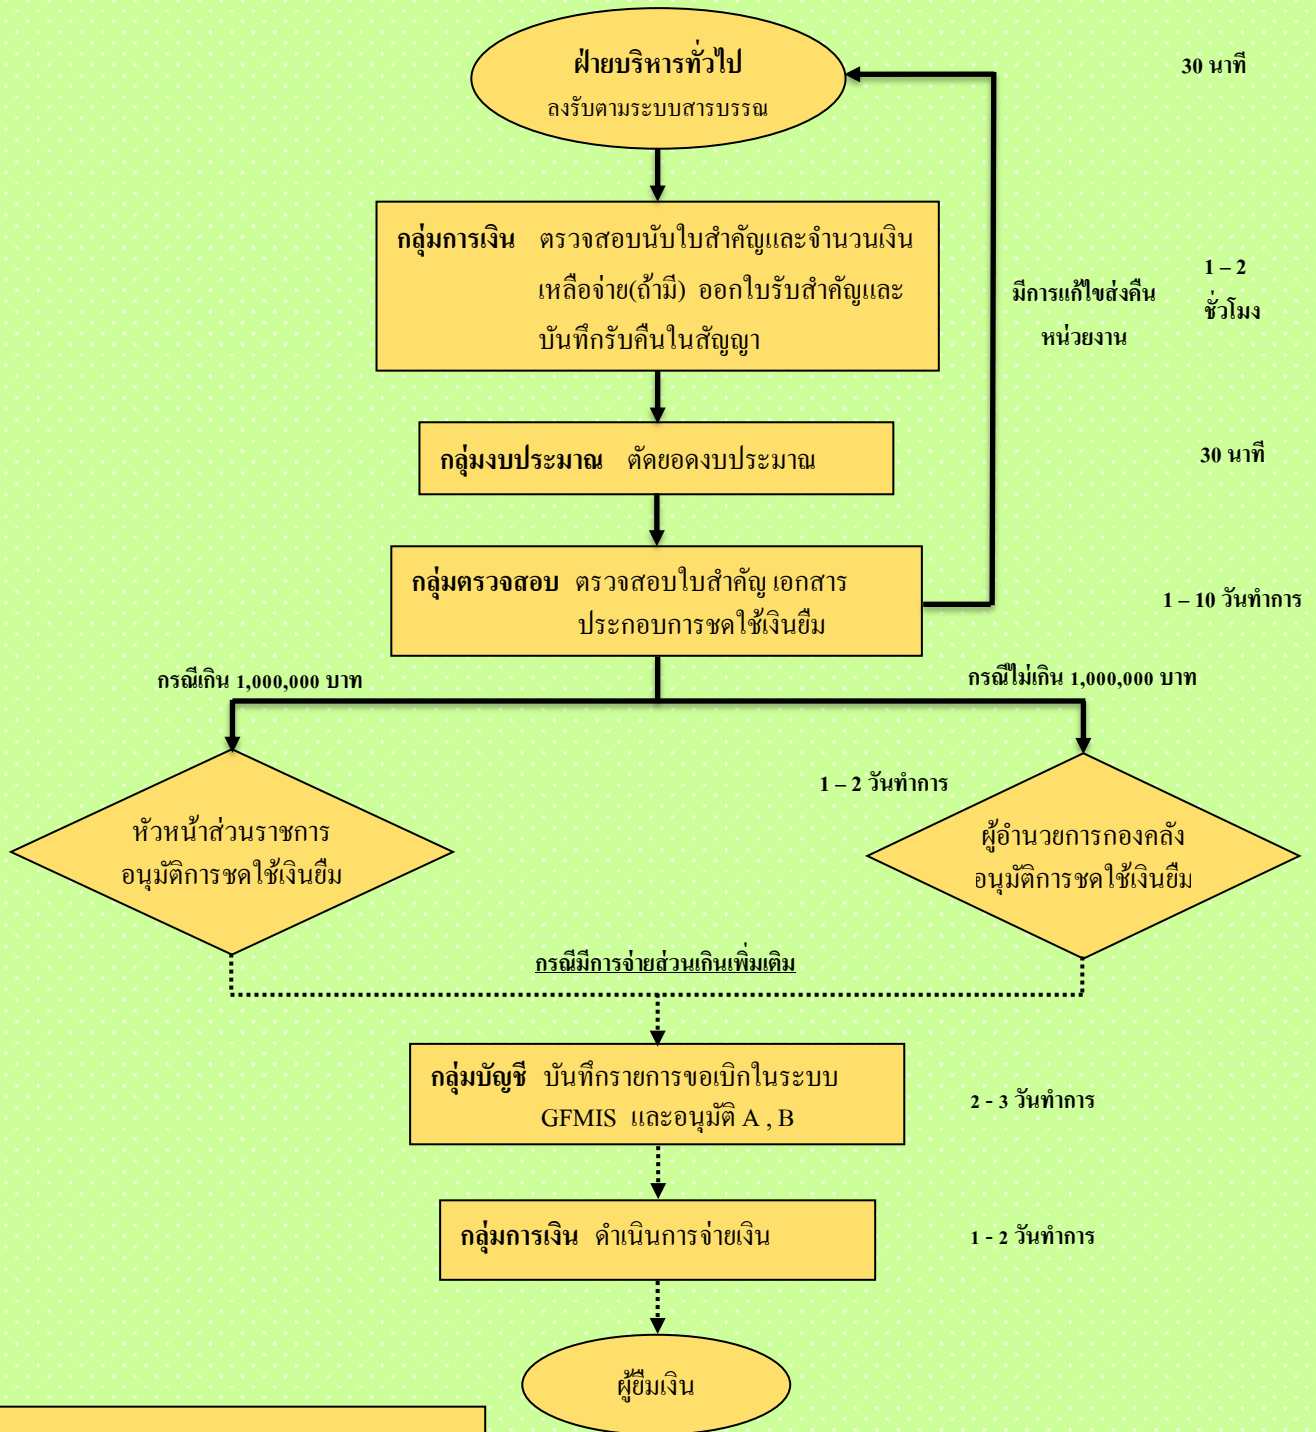 ฝ่ายบริหารทั่วไป
ลงรับตามระบบสารบรรณ
30 นาที
กลุ่มการเงิน ตรวจสอบนับใบสำคัญและจำนวนเงิน
เหลือจ่าย(ถ้ามี) ออกใบรับสำคัญและ
บันทึกรับคืนในสัญญา
มีการแก้ไขส่งคืน
หน่วยงาน
1 – 2
ชั่วโมง
กลุ่มงบประมาณ ตัดยอดงบประมาณ
30 นาที
กลุ่มตรวจสอบ ตรวจสอบใบสำคัญ เอกสาร
ประกอบการชดใช้เงินยืม
1 – 10 วันทำการ
กรณีเกิน 1,000,000 บาท
กรณีไม่เกิน 1,000,000 บาท
1 – 2 วันทำการ
หัวหน้าส่วนราชการ
อนุมัติการชดใช้เงินยืม
ผู้อำนวยการกองคลัง
อนุมัติการชดใช้เงินยืม
กรณีมีการจ่ายส่วนเกินเพิ่มเติม
กลุ่มบัญชี บันทึกรายการขอเบิกในระบบ
GFMIS และอนุมัติ A , B
2 - 3 วันทำการ
กลุ่มการเงิน ดำเนินการจ่ายเงิน
1 - 2 วันทำการ
ผู้ยืมเงิน